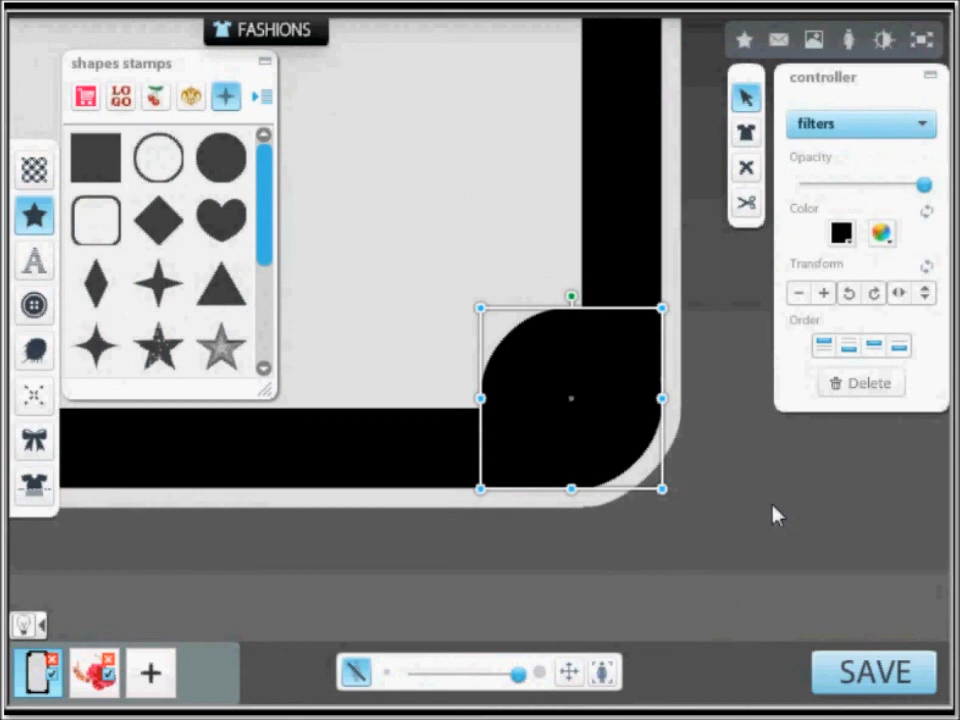 FASHIONS
shapes stamps
LO
GO
controller
filters
Opacity
Color
Transform
Order
Delete
A
SAVE